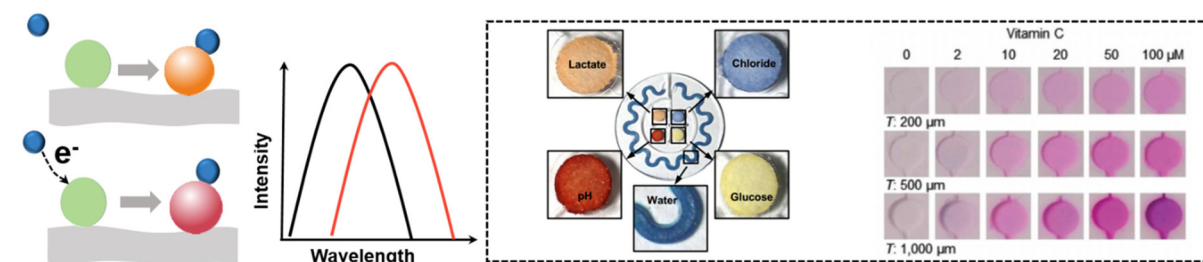 e-
Intensity
Wavelength
Lactate
Chloride
pH
Water
Glucose
Vitamin C
0 2 10 20 50 100 µM
T: 200 µm
T: 500 µm
T: 1,000 µm